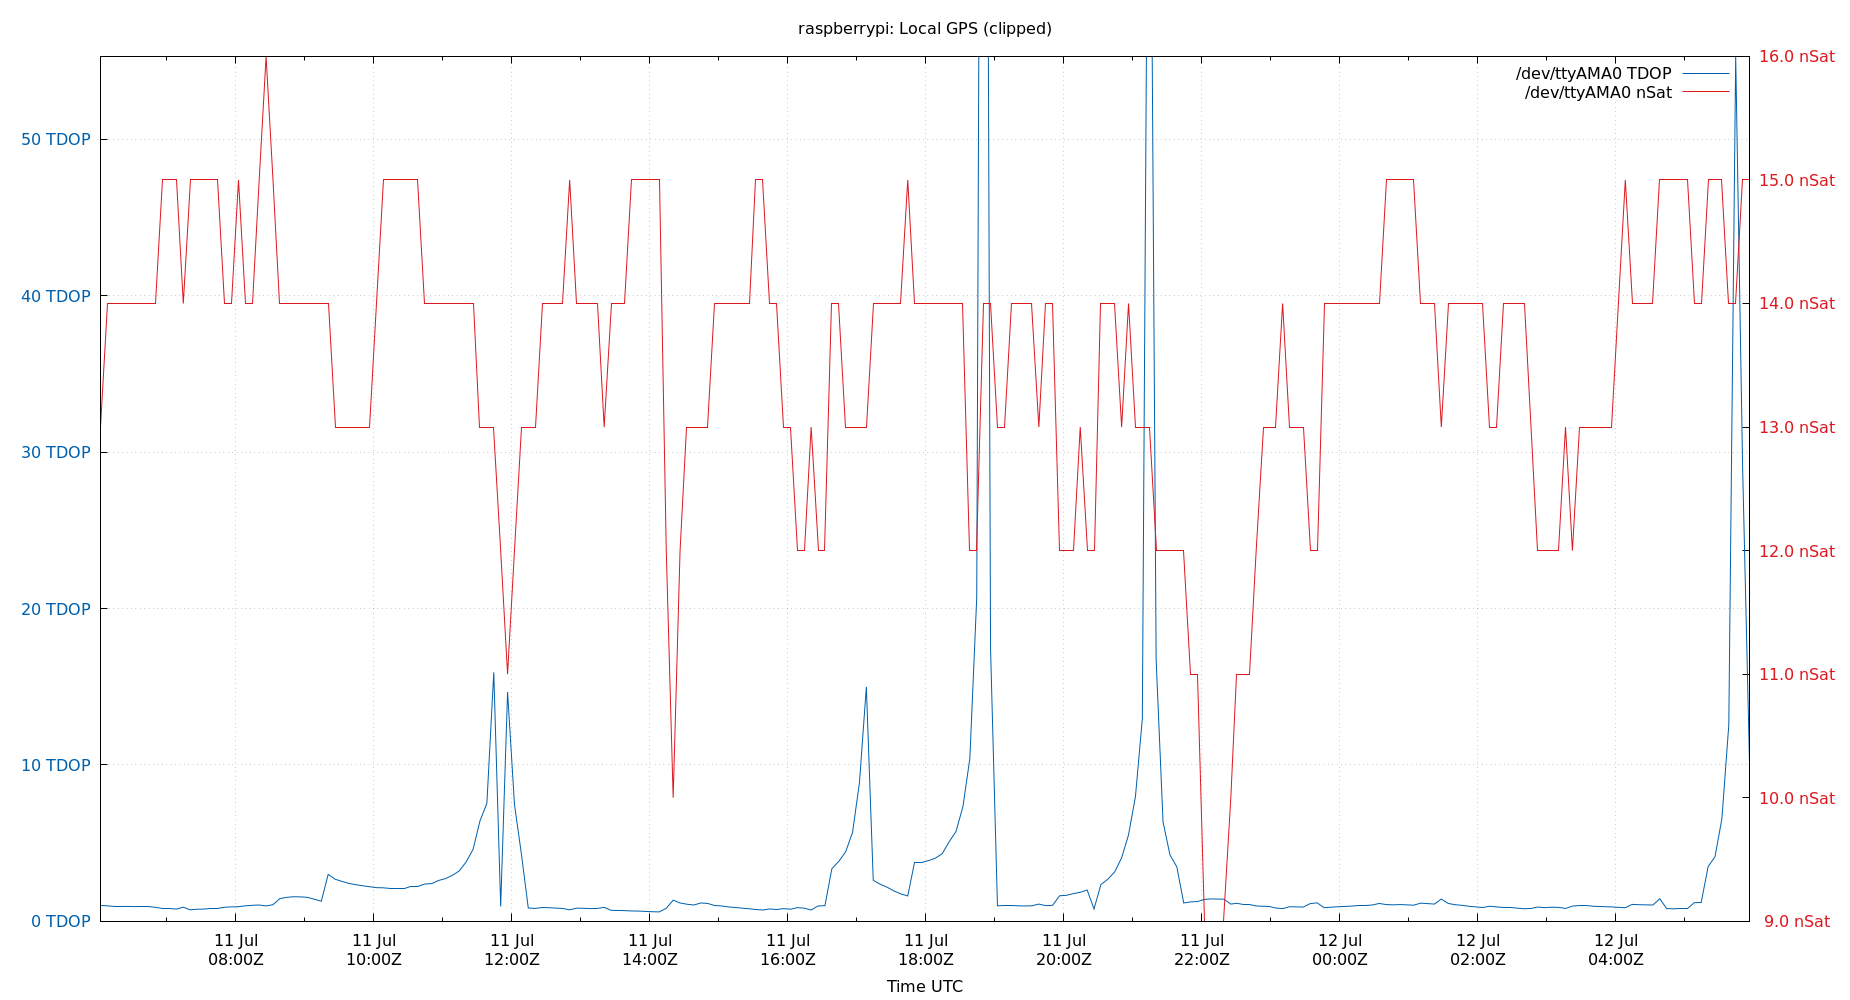 raspberrypi: Local GPS (clipped)
16.0 nSat
/dev/ttyAMA0 TDOP
/dev/ttyAMA0 nSat
50 TDOP
15.0 nSat
40 TDOP
14.0 nSat
13.0 nSat
30 TDOP
12.0 nSat
20 TDOP
11.0 nSat
10 TDOP
10.0 nSat
0 TDOP
9.0 nSat
11 Jul 11 Jul 11 Jul 11 Jul 11 Jul 11 Jul 11 Jul 11 Jul 12 Jul 12 Jul 12 Jul
08:00Z 10:00Z 12:00Z 14:00Z 16:00Z 18:00Z 20:00Z 22:00Z 00:00Z 02:00Z 04:00Z
Time UTC